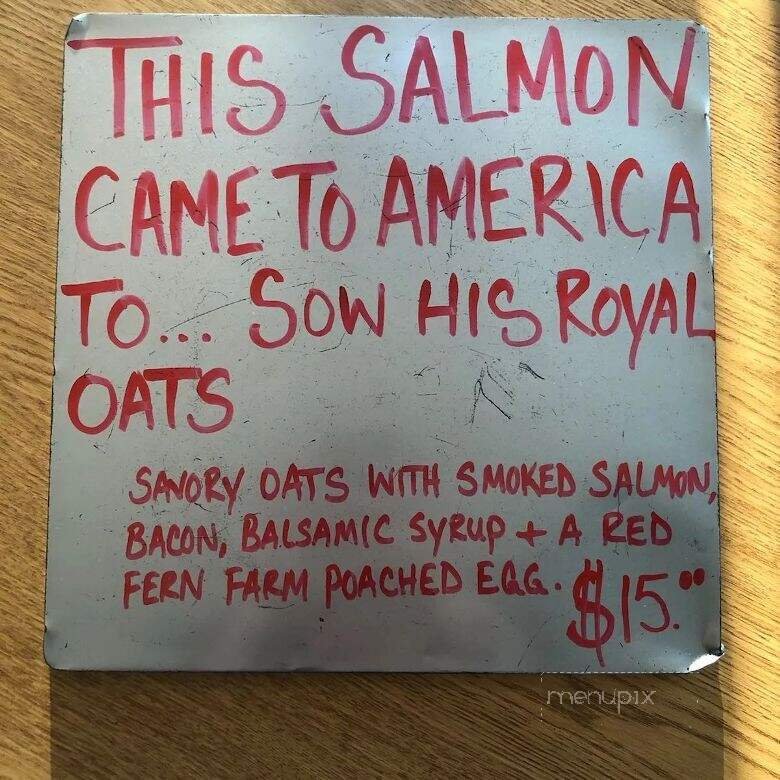 THIS SALMON
CAME TO AMERICA
TO... SOW HIS ROYAL
OATS
SAVORY OATS WITH SMOKED SALMON,
BACON, BALSAMIC SYRUP + A RED
FERN FARM POACHED EGG. $15.00
menupix